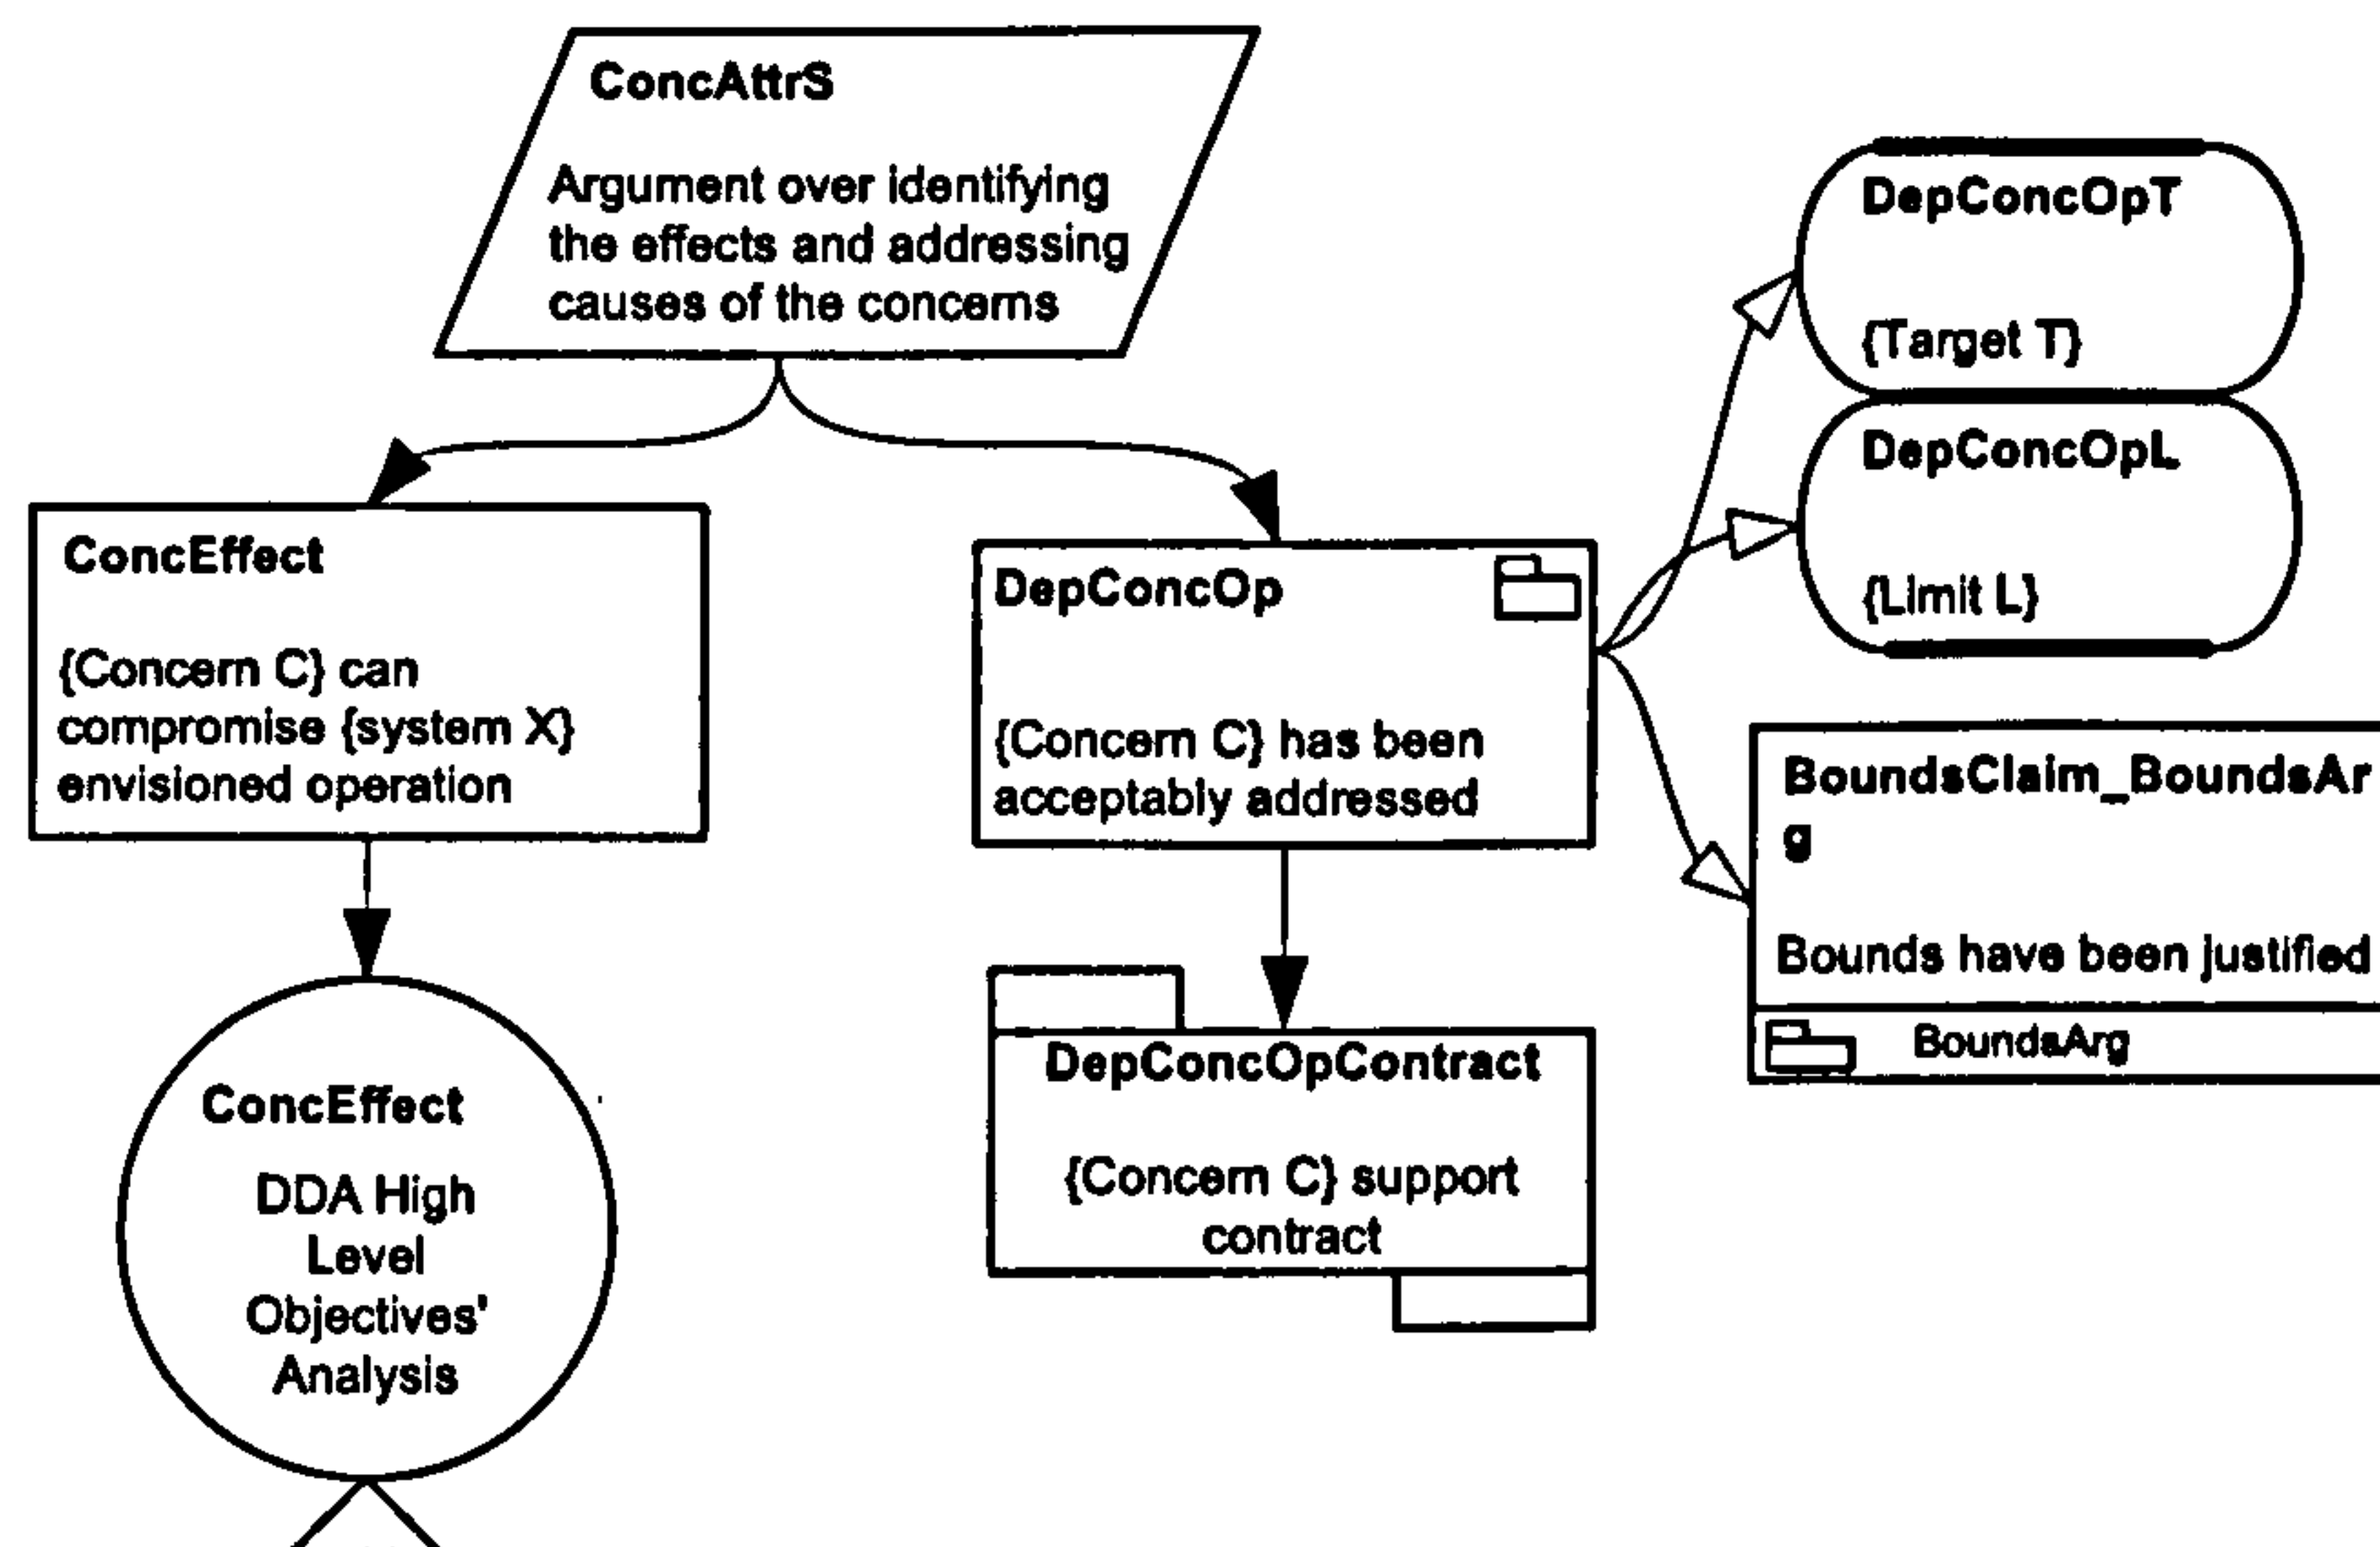 ConcAttrS
Argument over identifying
the effects and addressing
causes of the concerns
DepConcOpT
{Target T}
DepConcOpL
{Limit L}
ConcEffect
{Concern C} can
compromise {system X}
envisioned operation
DepConcOp
{Concern C} has been
acceptably addressed
BoundsClaim_BoundsAr
g
Bounds have been justified
BoundsArg
ConcEffect
DDA High
Level
Objectives'
Analysis
DepConcOpContract
{Concern C} support
contract